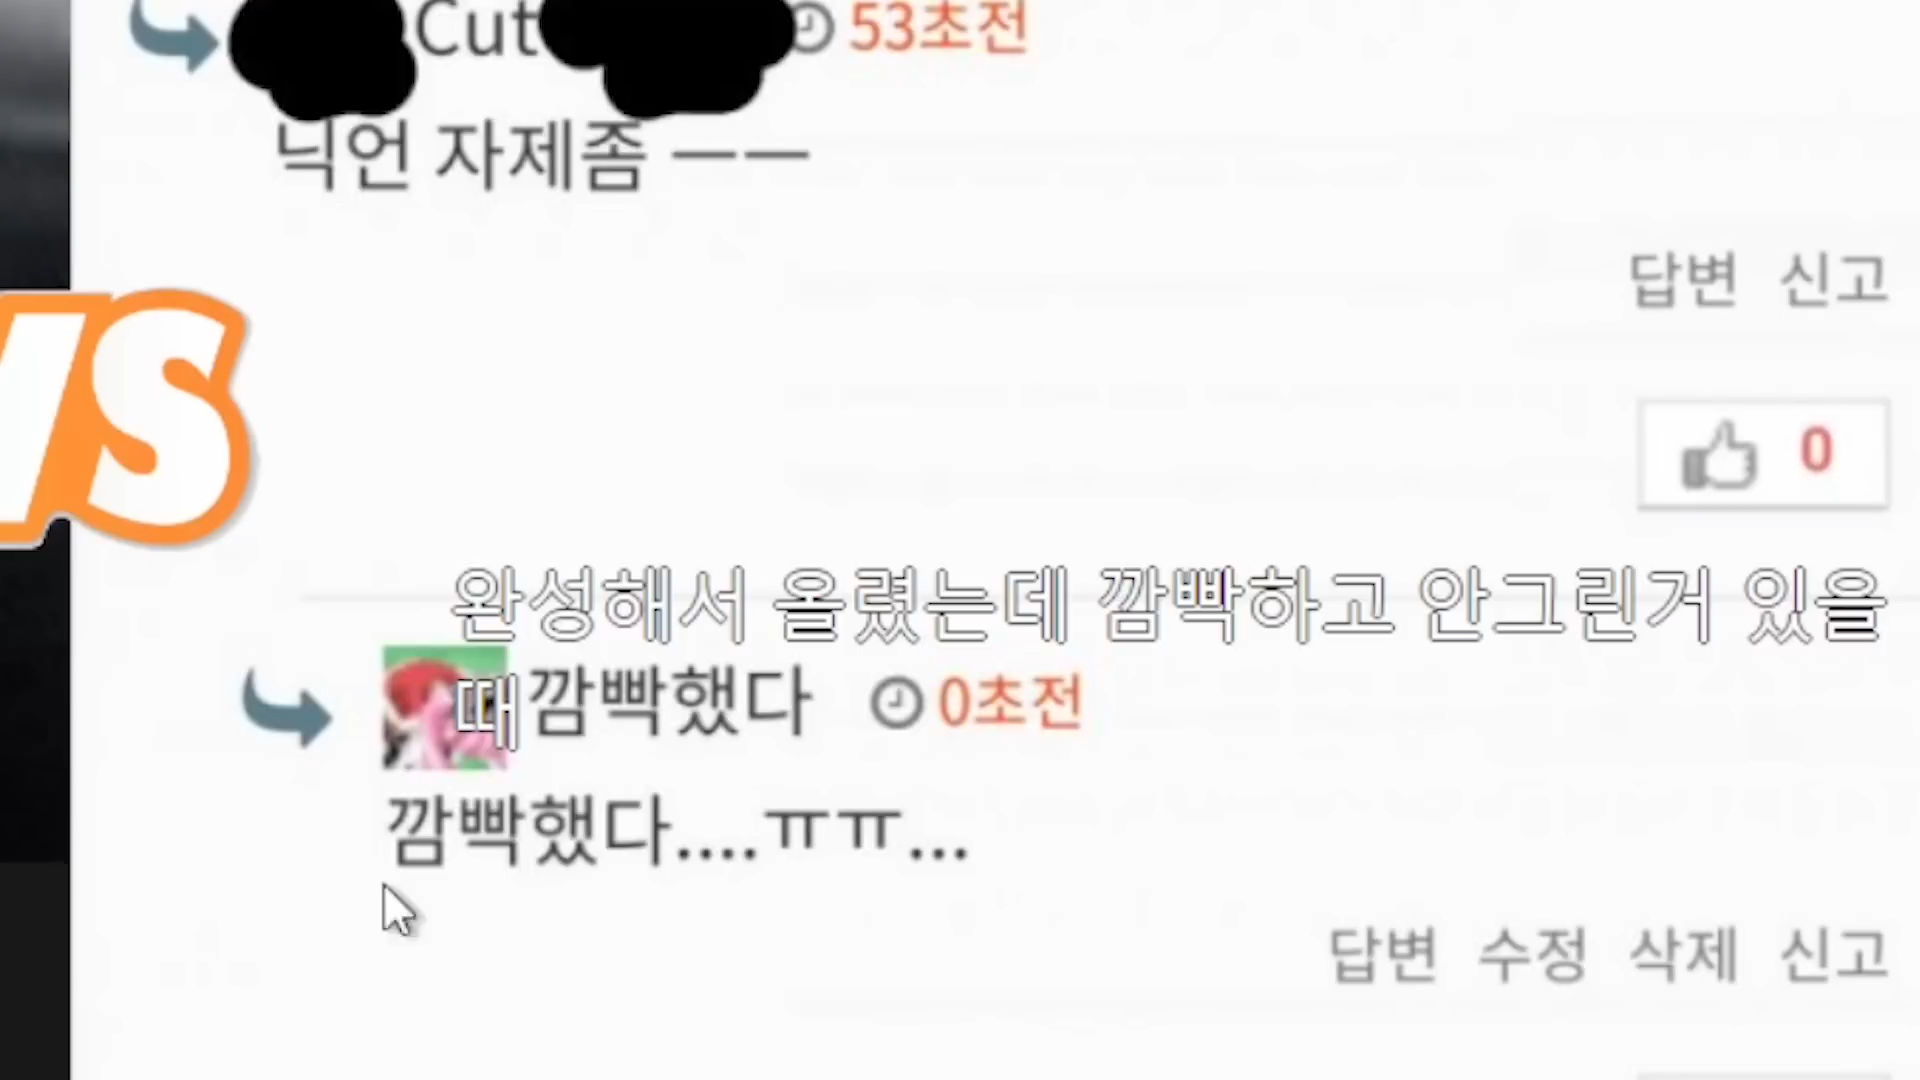 Cut 53초전
닉언 자제좀 ㅡㅡ
답변 신고
VS
0
완성해서 올렸는데 깜빡하고 안그린거 있을
때
깜빡했다 0초전
깜빡했다....ㅠㅠ...
답변 수정 삭제 신고